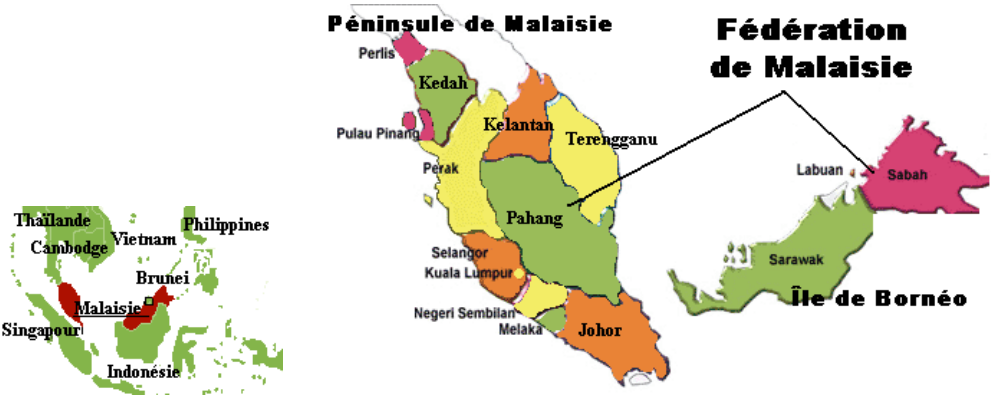 Péninsule de Malaisie
Fédération
de Malaisie
Perlis
Kedah
Pulau Pinang
Kelantan
Terengganu
Perak
Pahang
Selangor
Kuala Lumpur
Negeri Sembilan
Melaka
Johor
Labuan
Sabah
Sarawak
Île de Bornéo
Thaïlande
Cambodge
Vietnam
Philippines
Brunei
Malaisie
Singapour
Indonésie